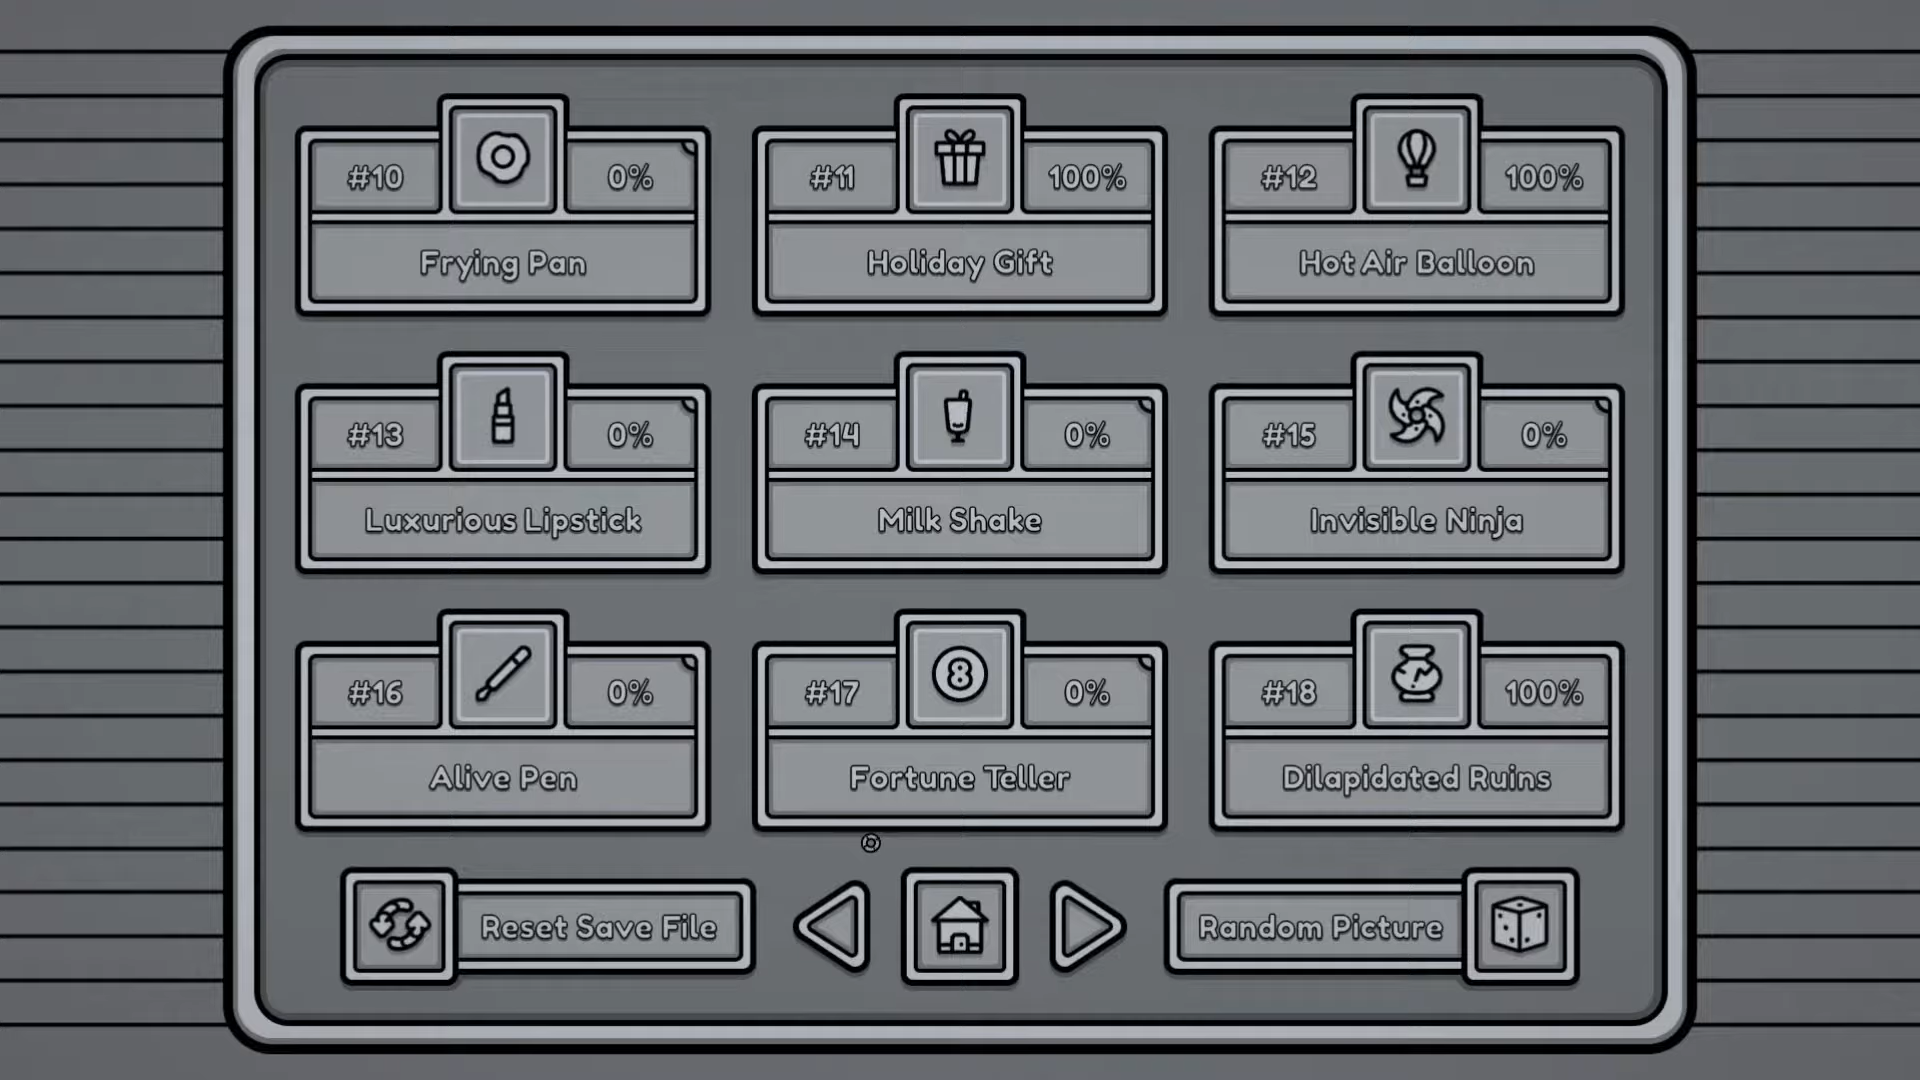 #10 0%
Frying Pan
#11 100%
Holiday Gift
#12 100%
Hot Air Balloon
#13 0%
Luxurious Lipstick
#14 0%
Milk Shake
#15 0%
Invisible Ninja
#16 0%
Alive Pen
#17 8 0%
Fortune Teller
#18 100%
Dilapidated Ruins
Reset Save File
Random Picture